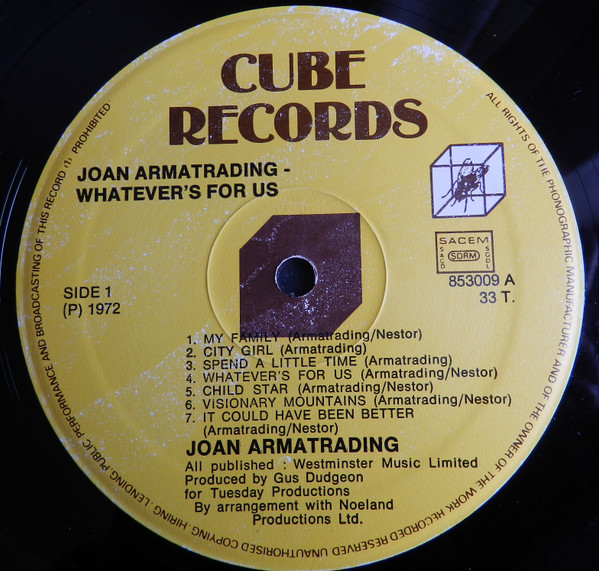 CUBE
RECORDS
JOAN ARMATRADING -
WHATEVER'S FOR US
SACEM
SACD
SDRM
SGDL
853009 A
33 T.
SIDE 1
(P) 1972
1. MY FAMILY (Armatrading/Nestor)
2. CITY GIRL (Armatrading)
3. SPEND A LITTLE TIME (Armatrading)
4. WHATEVER'S FOR US (Armatrading/Nestor)
5. CHILD STAR (Armatrading/Nestor)
6. VISIONARY MOUNTAINS (Armatrading/Nestor)
7. IT COULD HAVE BEEN BETTER
(Armatrading/Nestor)
JOAN ARMATRADING
All published : Westminster Music Limited
Produced by Gus Dudgeon
for Tuesday Productions
By arrangement with Noeland
Productions Ltd.
ALL RIGHTS OF THE PHONOGRAPHIC MANUFACTURER AND OF THE OWNER OF THE WORK RECORDED RESERVED UNAUTHORISED COPYING, HIRING, LENDING, PUBLIC PERFORMANCE AND BROADCASTING OF THIS RECORD (1) PROHIBITED